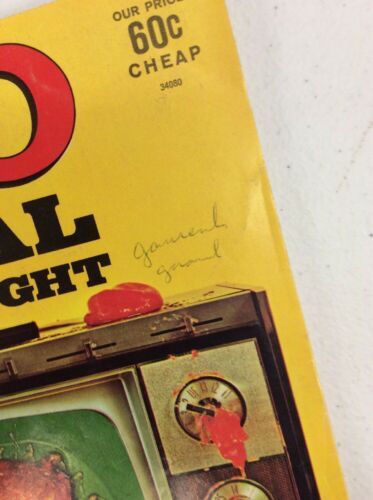 OUR PRICE
60¢
CHEAP
34080
O
AL
GHT